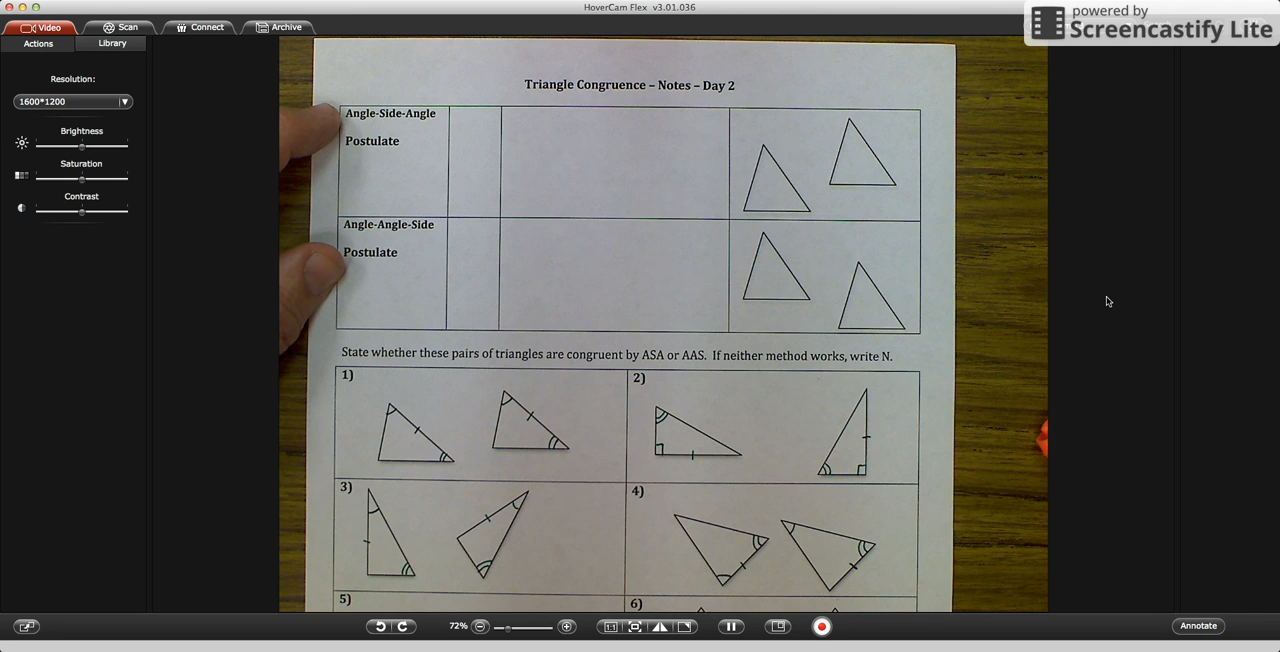 HoverCam Flex v3.01.036
powered by
Screencastify Lite
Video
Scan
Connect
Archive
Actions
Library
Resolution:
1600*1200
Brightness
Saturation
Contrast
Triangle Congruence – Notes – Day 2
Angle-Side-Angle
Postulate
Angle-Angle-Side
Postulate
State whether these pairs of triangles are congruent by ASA or AAS. If neither method works, write N.
1)
2)
3)
4)
5)
6)
72%
1:1
Annotate